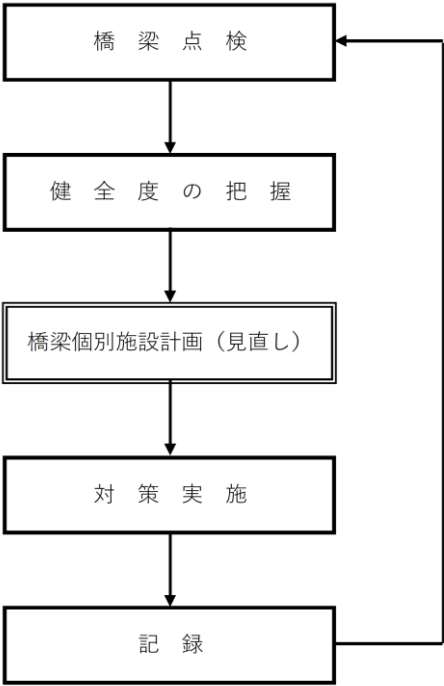 橋 梁 点 検
健 全 度 の 把 握
橋梁個別施設計画（見直し）
対 策 実 施
記 録